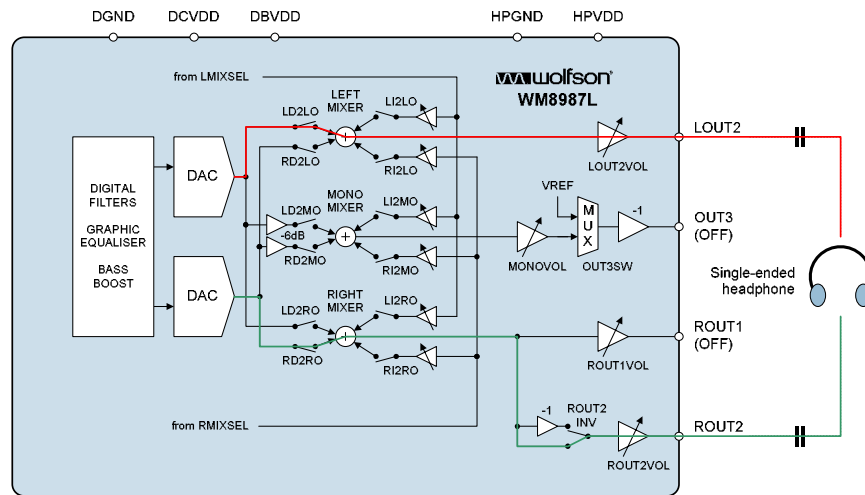 DGND DCVDD DBVDD HPGND HPVDD
from LMIXSEL
wolfson
WM8987L
LEFT
MIXER
LD2LO
LI2LO
LOUT2
RD2LO
RI2LO
LOUT2VOL
DAC
DIGITAL
FILTERS
GRAPHIC
EQUALISER
BASS
BOOST
MONO
MIXER
LD2MO
LI2MO
-6dB
RD2MO
RI2MO
VREF
MUX
-1
OUT3
(OFF)
MONOVOL
OUT3SW
Single-ended
headphone
DAC
RIGHT
MIXER
LD2RO
LI2RO
RD2RO
RI2RO
ROUT1
(OFF)
ROUT1VOL
from RMIXSEL
-1
ROUT2
INV
ROUT2
ROUT2VOL